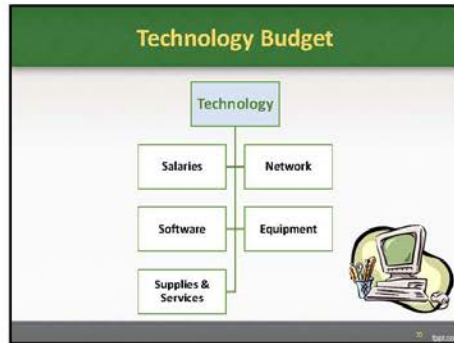 Technology Budget
Technology
Salaries
Network
Software
Equipment
Supplies &
Services